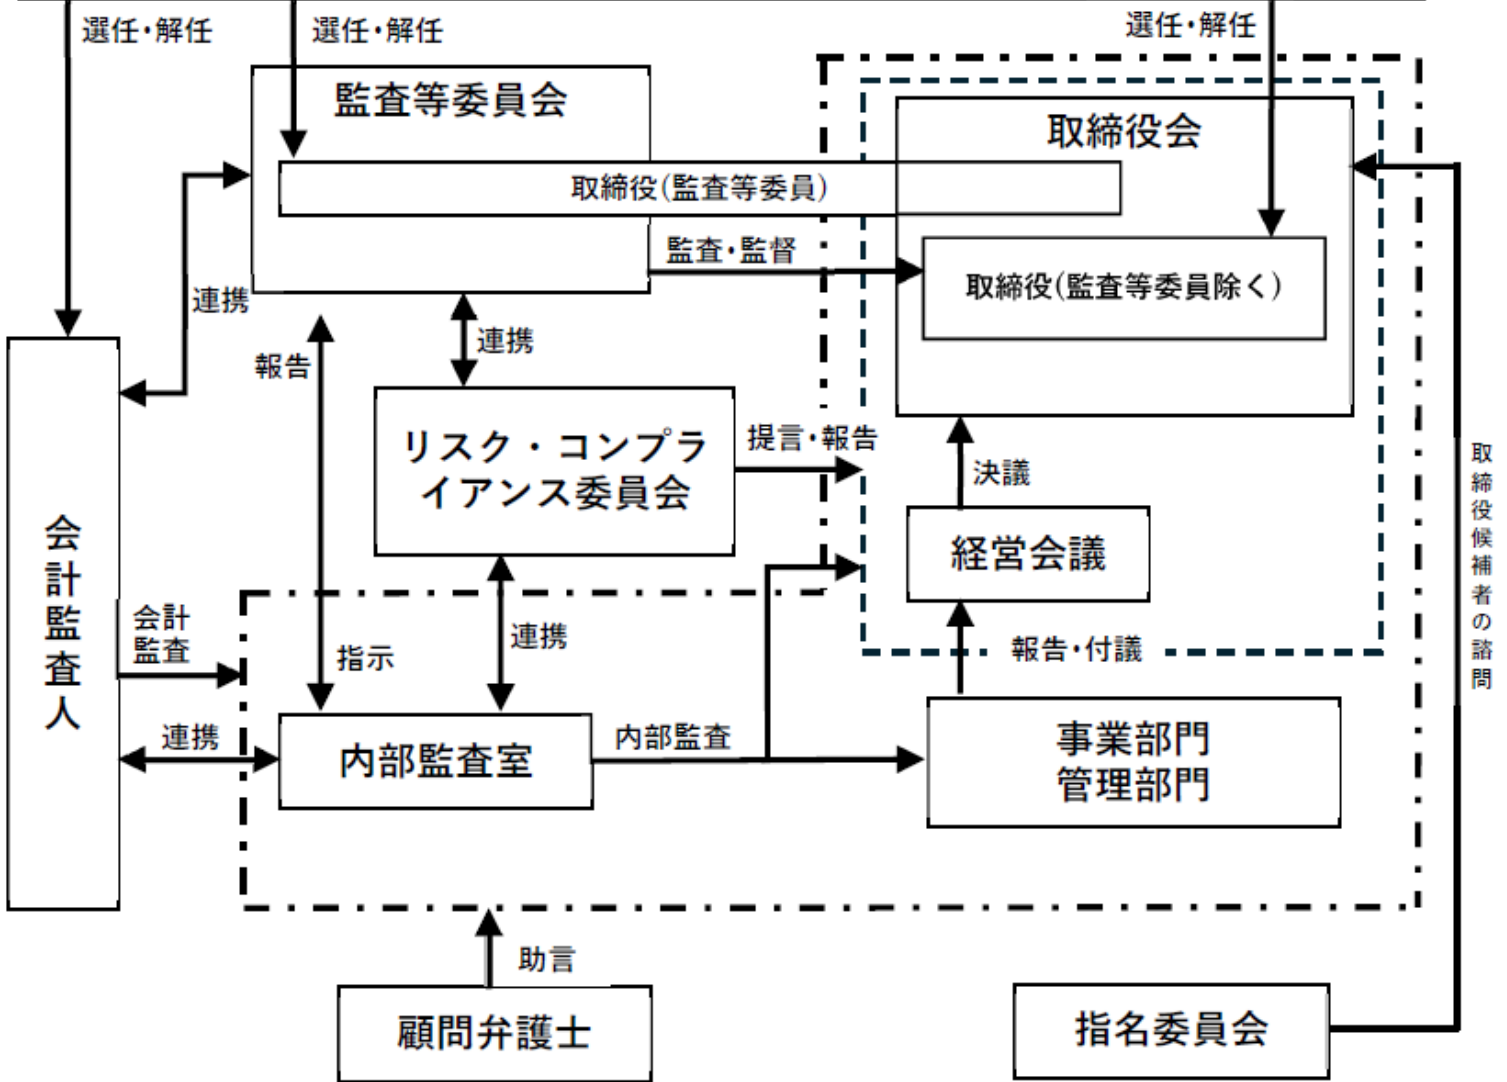 選任・解任
選任・解任
選任・解任
監査等委員会
取締役会
取締役(監査等委員)
監査・監督
取締役(監査等委員除く)
連携
報告
連携
リスク・コンプラ
イアンス委員会
提言・報告
決議
経営会議
取締役候補者の諮問
会計監査人
会計
監査
指示
連携
報告・付議
連携
内部監査室
内部監査
事業部門
管理部門
助言
顧問弁護士
指名委員会